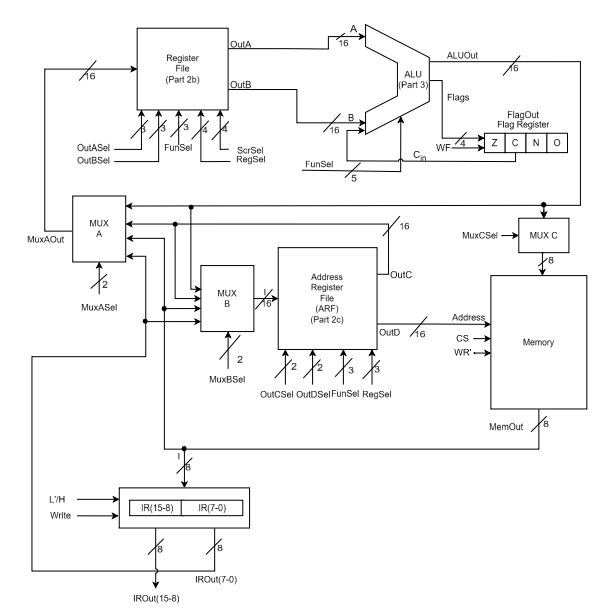 Register
File
(Part 2b)
OutA
OutB
16
A
16
ALU
(Part 3)
ALUOut
16
Flags
16
B
16
FlagOut
Flag Register
Z C N O
4
WF
Cin
3
3
3
4
4
OutASel
OutBSel
FunSel
ScrSel
RegSel
FunSel
5
MUX
A
MuxAOut
2
MuxASel
16
OutC
MuxCSel
MUX C
8
MUX
B
I
16
2
MuxBSel
Address
Register
File
(ARF)
(Part 2c)
OutD
16
Address
CS
WR'
Memory
2
2
3
3
OutCSel
OutDSel
FunSel
RegSel
MemOut
8
I
8
L'/H
Write
IR(15-8)
IR(7-0)
8
8
IROut(7-0)
IROut(15-8)